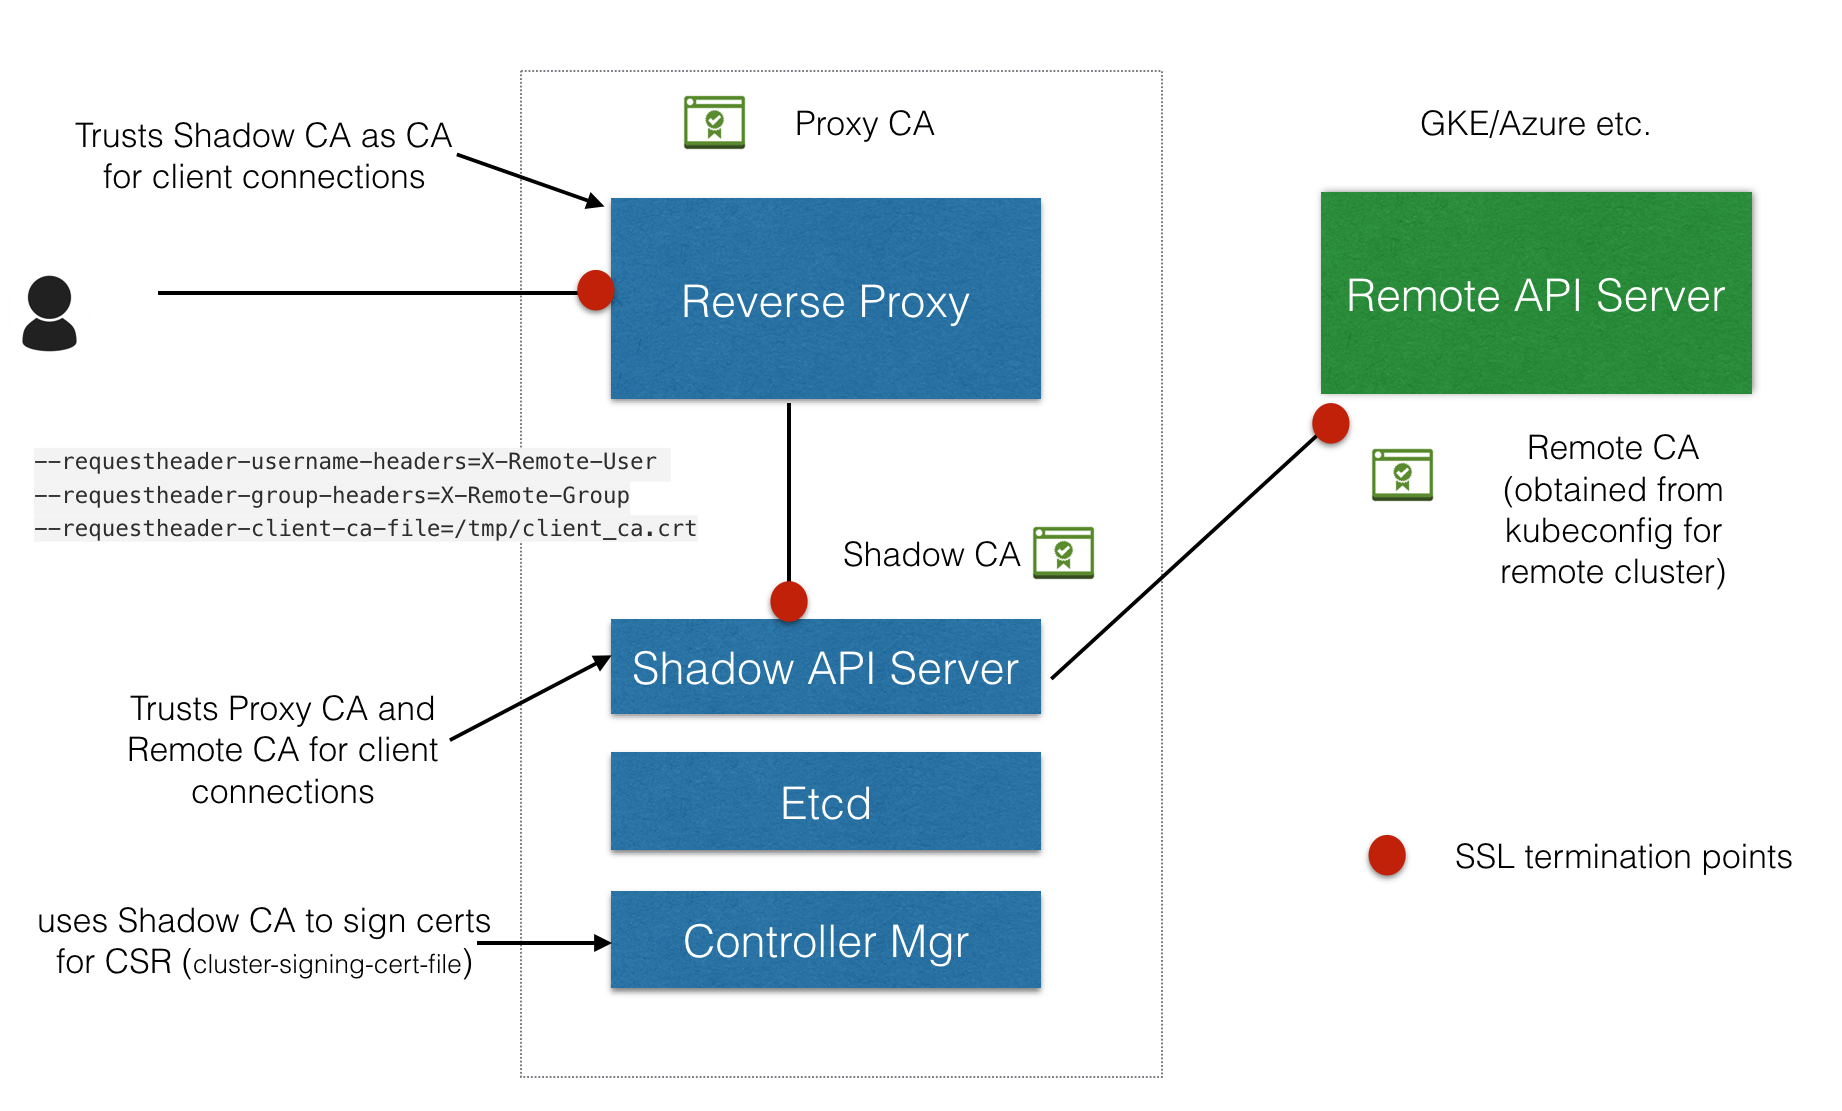 Proxy CA
GKE/Azure etc.
Trusts Shadow CA as CA
for client connections
Reverse Proxy
Remote API Server
--requestheader-username-headers=X-Remote-User
--requestheader-group-headers=X-Remote-Group
--requestheader-client-ca-file=/tmp/client_ca.crt
Remote CA
(obtained from
kubeconfig for
remote cluster)
Shadow CA
Shadow API Server
Trusts Proxy CA and
Remote CA for client
connections
Etcd
SSL termination points
uses Shadow CA to sign certs
for CSR (cluster-signing-cert-file)
Controller Mgr